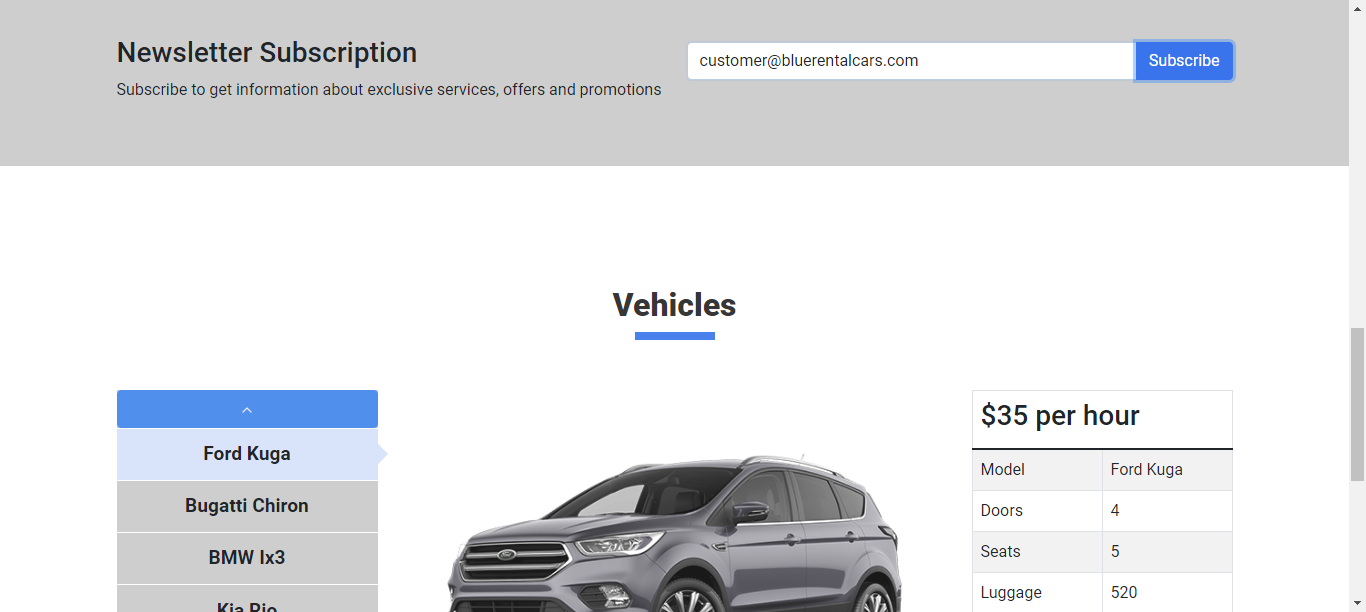 Newsletter Subscription
Subscribe to get information about exclusive services, offers and promotions
customer@bluerentalcars.com
Subscribe
Vehicles
Ford Kuga
Bugatti Chiron
BMW Ix3
Kia Rio
$35 per hour
Model Ford Kuga
Doors 4
Seats 5
Luggage 520